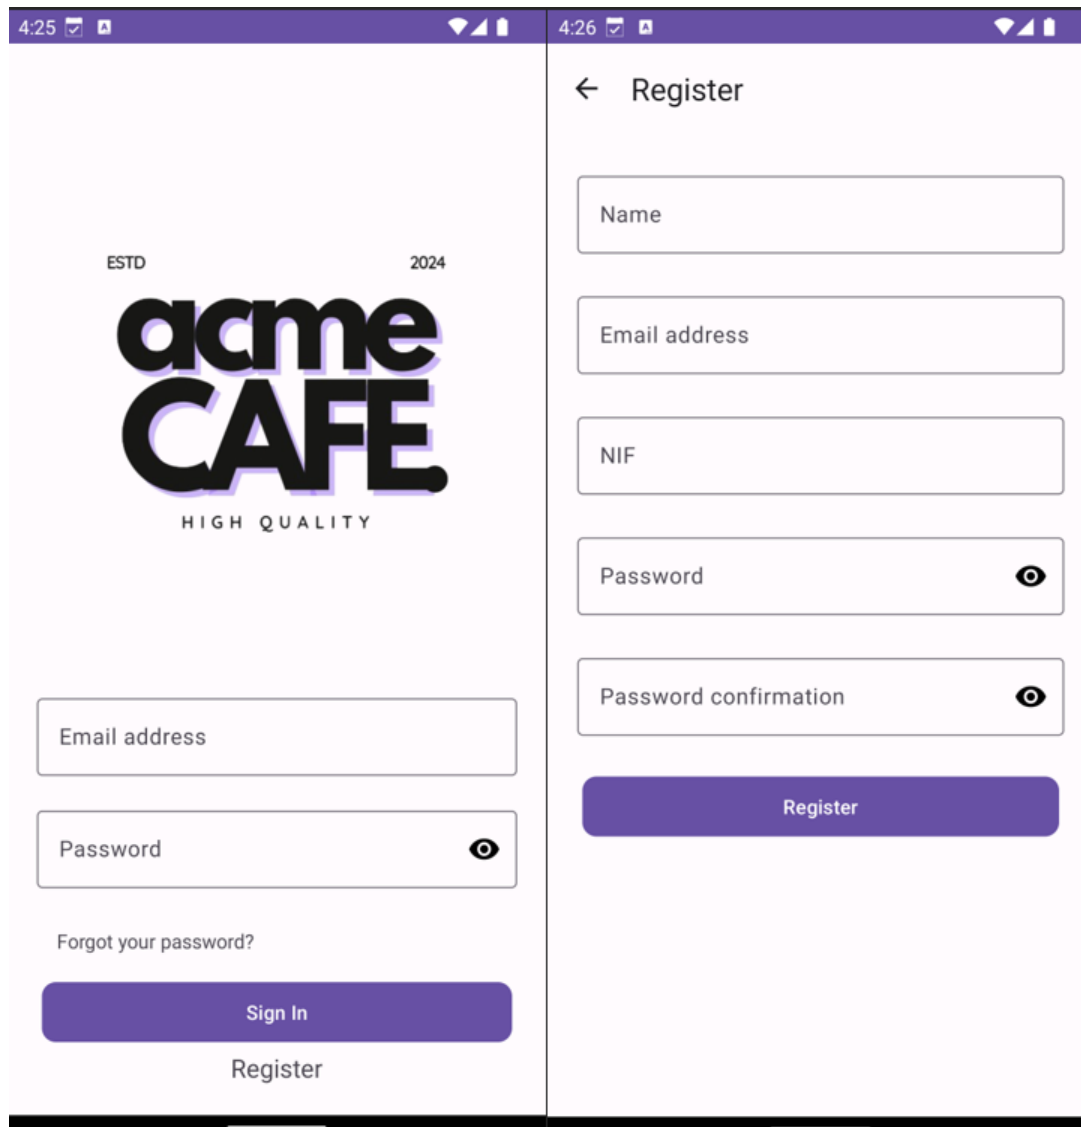 4:25
ESTD 2024
acme
CAFE.
HIGH QUALITY
Email address
Password
Forgot your password?
Sign In
Register
4:26
Register
Name
Email address
NIF
Password
Password confirmation
Register